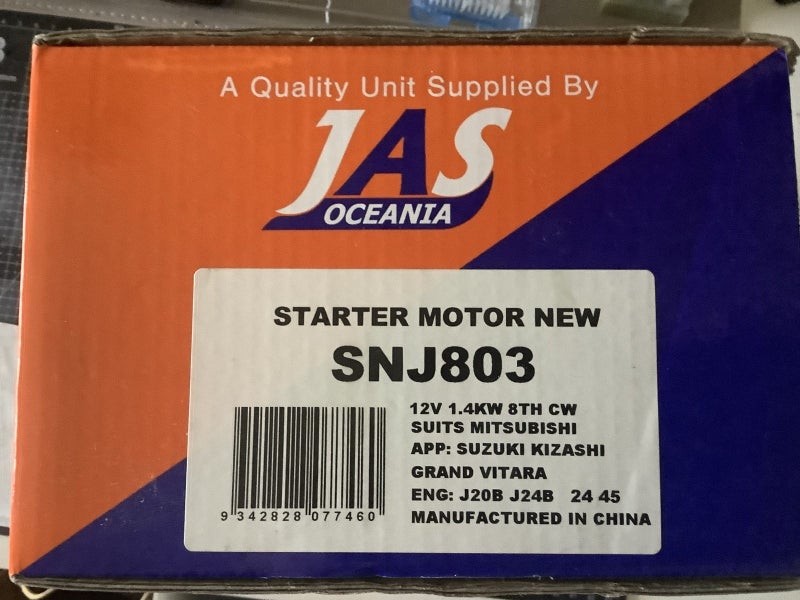 A Quality Unit Supplied By
JAS
OCEANIA
STARTER MOTOR NEW
SNJ803
12V 1.4KW 8TH CW
SUITS MITSUBISHI
APP: SUZUKI KIZASHI
GRAND VITARA
ENG: J20B J24B 24 45
MANUFACTURED IN CHINA
9 342828 077460